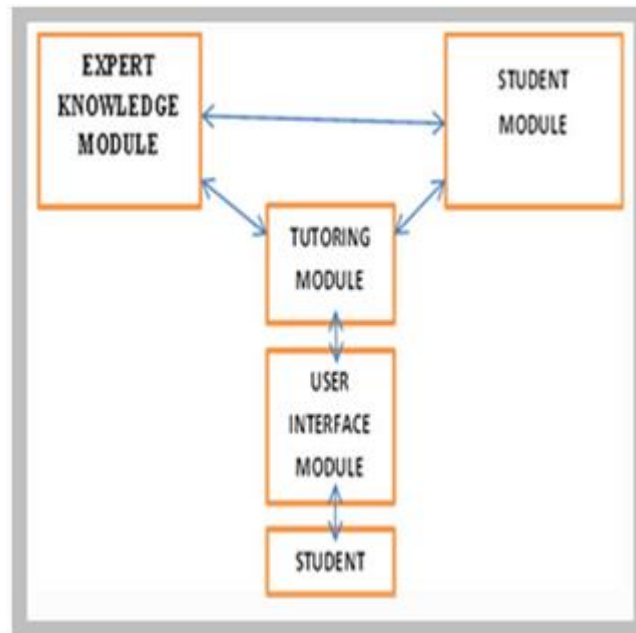 EXPERT
KNOWLEDGE
MODULE
STUDENT
MODULE
TUTORING
MODULE
USER
INTERFACE
MODULE
STUDENT